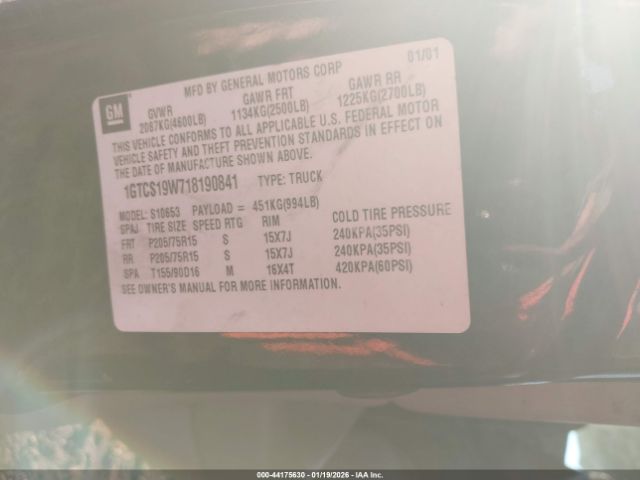 MFD BY GENERAL MOTORS CORP 01/01
GM
GVWR GAWR FRT GAWR RR
2087KG(4600LB) 1134KG(2500LB) 1225KG(2700LB)
THIS VEHICLE CONFORMS TO ALL APPLICABLE U.S. FEDERAL MOTOR
VEHICLE SAFETY AND THEFT PREVENTION STANDARDS IN EFFECT ON
THE DATE OF MANUFACTURE SHOWN ABOVE.
1GTCS19W718190841 TYPE: TRUCK
MODEL: S10653 PAYLOAD = 451KG(994LB)
SPAJ TIRE SIZE SPEED RTG RIM COLD TIRE PRESSURE
FRT P205/75R15 S 15X7J 240KPA(35PSI)
RR P205/75R15 S 15X7J 240KPA(35PSI)
SPA T155/90D16 M 16X4T 420KPA(60PSI)
SEE OWNER'S MANUAL FOR MORE INFORMATION.
000-44175630 - 01/19/2026 - IAA Inc.